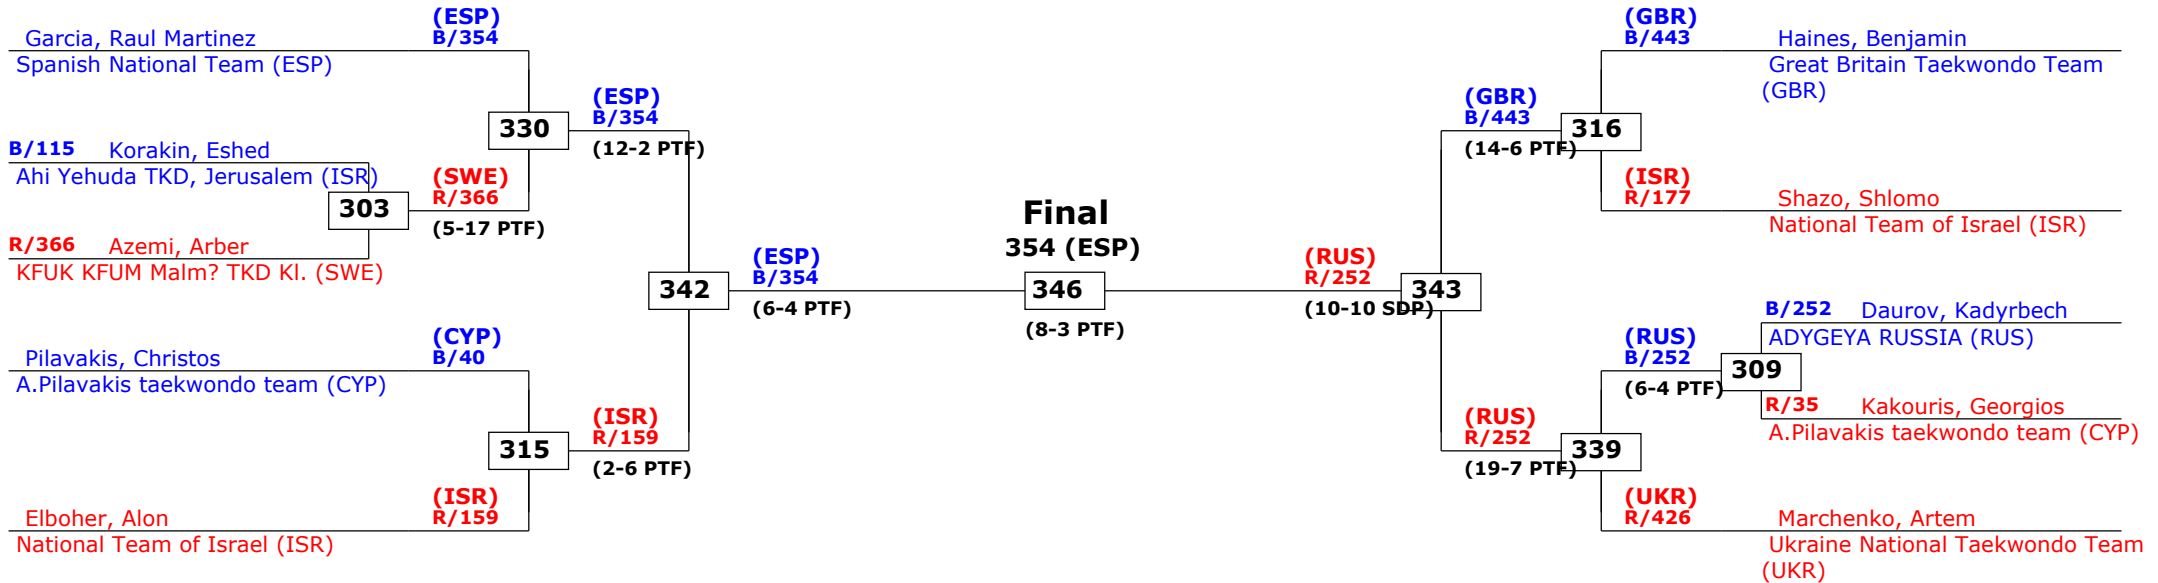 (ESP)
Garcia, Raul Martinez B/354
Spanish National Team (ESP)
(ESP)
B/354
330
(12-2 PTF)
B/115 Korakin, Eshed
Ahi Yehuda TKD, Jerusalem (ISR)
(SWE)
R/366
303
(5-17 PTF)
R/366 Azemi, Arber
KFUK KFUM Malm? TKD Kl. (SWE)
(ESP)
B/354
342
(6-4 PTF)
(CYP)
Pilavakis, Christos B/40
A.Pilavakis taekwondo team (CYP)
(ISR)
R/159
315
(2-6 PTF)
(ISR)
Elboher, Alon R/159
National Team of Israel (ISR)
Final
354 (ESP)
346
(8-3 PTF)
(GBR)
B/443 Haines, Benjamin
Great Britain Taekwondo Team
(GBR)
(GBR)
B/443
316
(14-6 PTF)
(ISR)
R/177 Shazo, Shlomo
National Team of Israel (ISR)
(RUS)
R/252
343
(10-10 SDP)
B/252 Daurov, Kadyrbech
ADYGEYA RUSSIA (RUS)
(RUS)
B/252
309
(6-4 PTF)
R/35 Kakouris, Georgios
A.Pilavakis taekwondo team (CYP)
(RUS)
R/252
339
(19-7 PTF)
(UKR)
R/426 Marchenko, Artem
Ukraine National Taekwondo Team
(UKR)